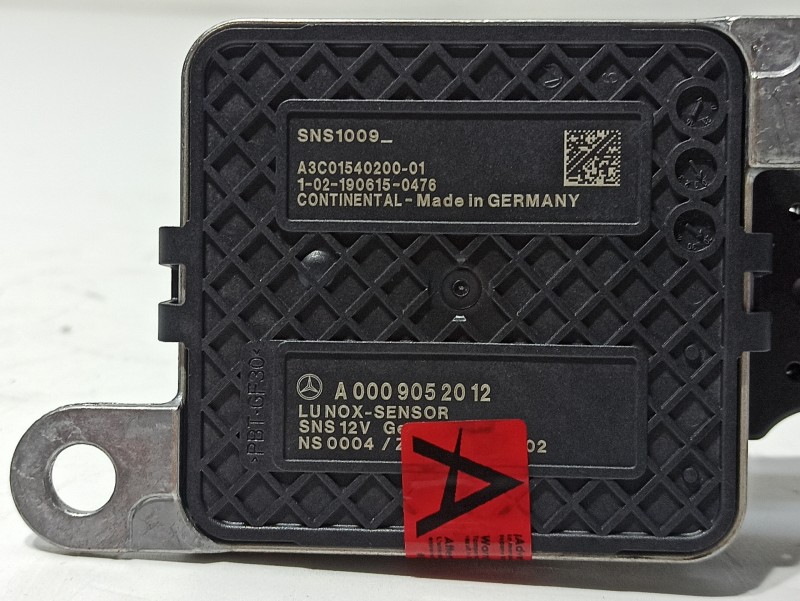 SNS1009_
A3C01540200-01
1-02-190615-0476
CONTINENTAL-Made in GERMANY
>PBT-GF30<
A 000 905 20 12
LU NOX-SENSOR
SNS 12V
NS 0004 /
02
A